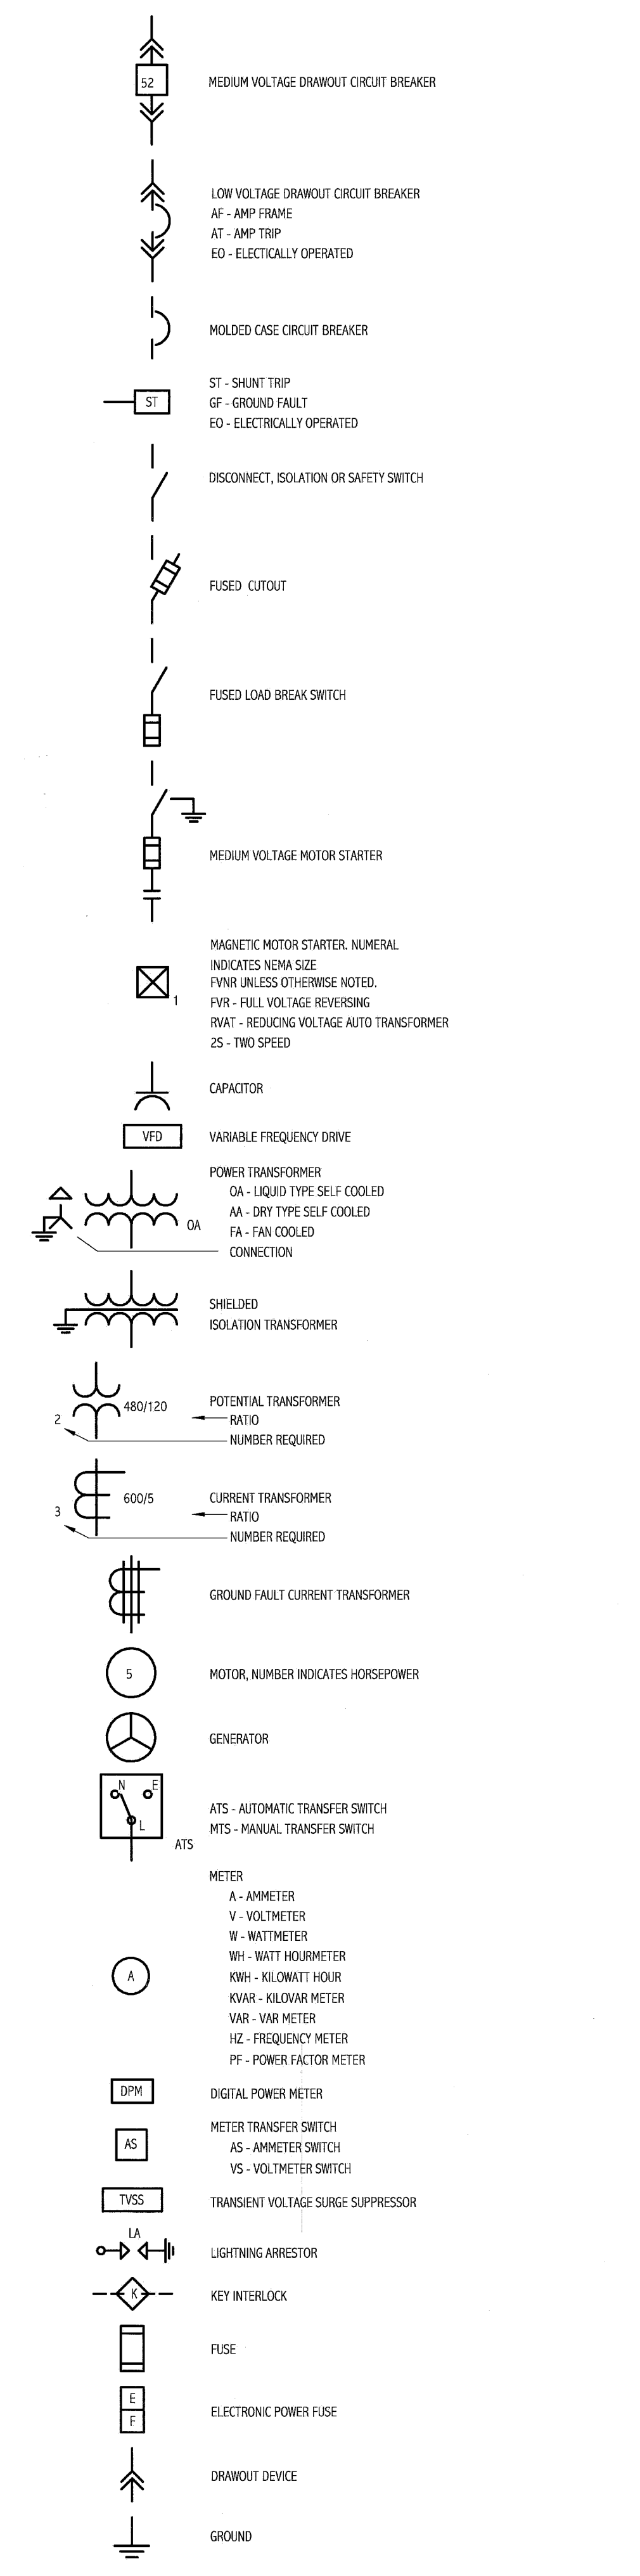 52
MEDIUM VOLTAGE DRAWOUT CIRCUIT BREAKER
LOW VOLTAGE DRAWOUT CIRCUIT BREAKER
AF - AMP FRAME
AT - AMP TRIP
EO - ELECTICALLY OPERATED
MOLDED CASE CIRCUIT BREAKER
ST
ST - SHUNT TRIP
GF - GROUND FAULT
EO - ELECTRICALLY OPERATED
DISCONNECT, ISOLATION OR SAFETY SWITCH
FUSED CUTOUT
FUSED LOAD BREAK SWITCH
MEDIUM VOLTAGE MOTOR STARTER
MAGNETIC MOTOR STARTER. NUMERAL
INDICATES NEMA SIZE
FVNR UNLESS OTHERWISE NOTED.
1
FVR - FULL VOLTAGE REVERSING
RVAT - REDUCING VOLTAGE AUTO TRANSFORMER
2S - TWO SPEED
CAPACITOR
VFD
VARIABLE FREQUENCY DRIVE
POWER TRANSFORMER
OA - LIQUID TYPE SELF COOLED
AA - DRY TYPE SELF COOLED
OA
FA - FAN COOLED
CONNECTION
SHIELDED
ISOLATION TRANSFORMER
480/120
POTENTIAL TRANSFORMER
2
RATIO
NUMBER REQUIRED
600/5
CURRENT TRANSFORMER
3
RATIO
NUMBER REQUIRED
GROUND FAULT CURRENT TRANSFORMER
5
MOTOR, NUMBER INDICATES HORSEPOWER
GENERATOR
N E
L
ATS
ATS - AUTOMATIC TRANSFER SWITCH
MTS - MANUAL TRANSFER SWITCH
METER
A - AMMETER
V - VOLTMETER
W - WATTMETER
WH - WATT HOURMETER
A
KWH - KILOWATT HOUR
KVAR - KILOVAR METER
VAR - VAR METER
HZ - FREQUENCY METER
PF - POWER FACTOR METER
DPM
DIGITAL POWER METER
METER TRANSFER SWITCH
AS
AS - AMMETER SWITCH
VS - VOLTMETER SWITCH
TVSS
TRANSIENT VOLTAGE SURGE SUPPRESSOR
LA
LIGHTNING ARRESTOR
K
KEY INTERLOCK
FUSE
E
F
ELECTRONIC POWER FUSE
DRAWOUT DEVICE
GROUND